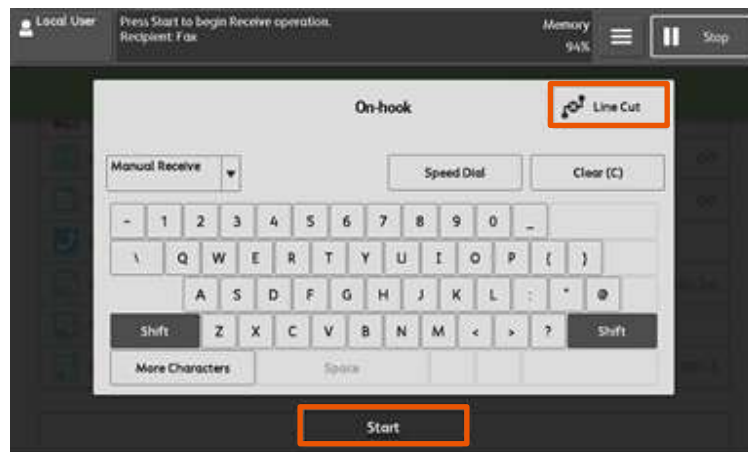 Local User
Press Start to begin Receive operation.
Recipient: Fax
Memory
94%
Stop
On-hook
Line Cut
Manual Receive
Speed Dial
Clear (C)
- 1 2 3 4 5 6 7 8 9 0 _
\ Q W E R T Y U I O P { }
A S D F G H J K L : " @
Shift Z X C V B N M < > ? Shift
More Characters
Space
Start